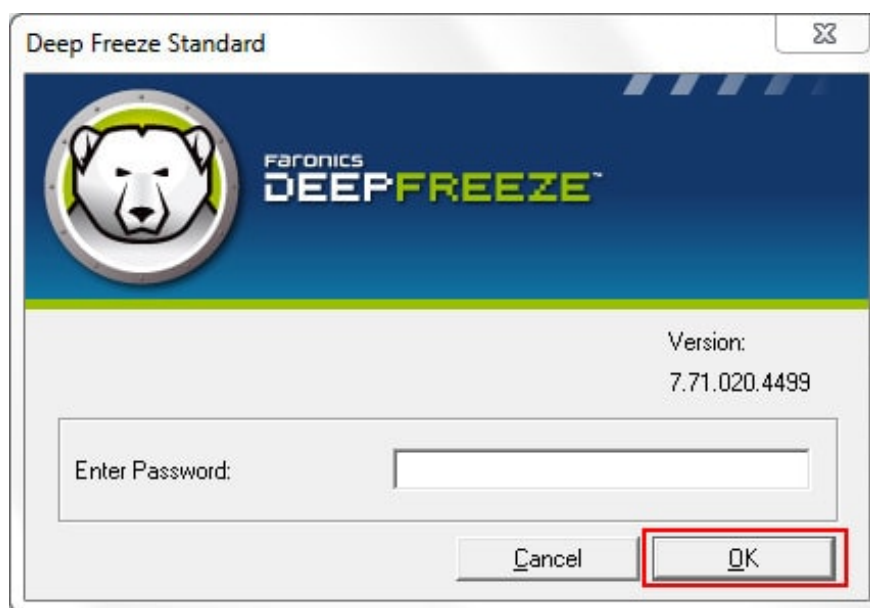 Deep Freeze Standard
Faronics
DEEPFREEZE™
Version:
7.71.020.4499
Enter Password:
Cancel
OK